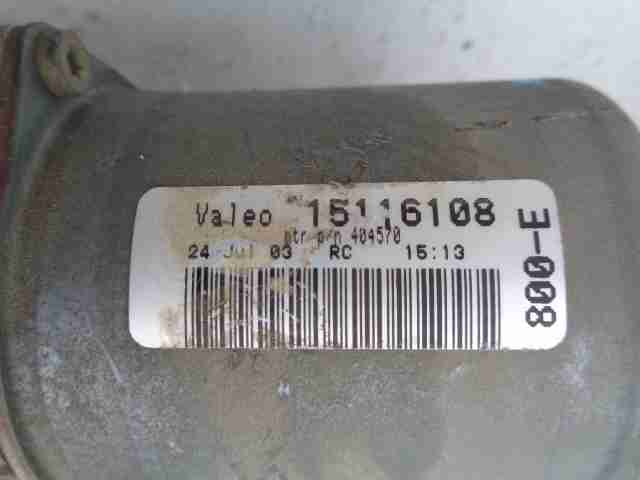 Valeo 15116108
mtr p/n 404570
24 Jul 03 RC 15:13
800-E